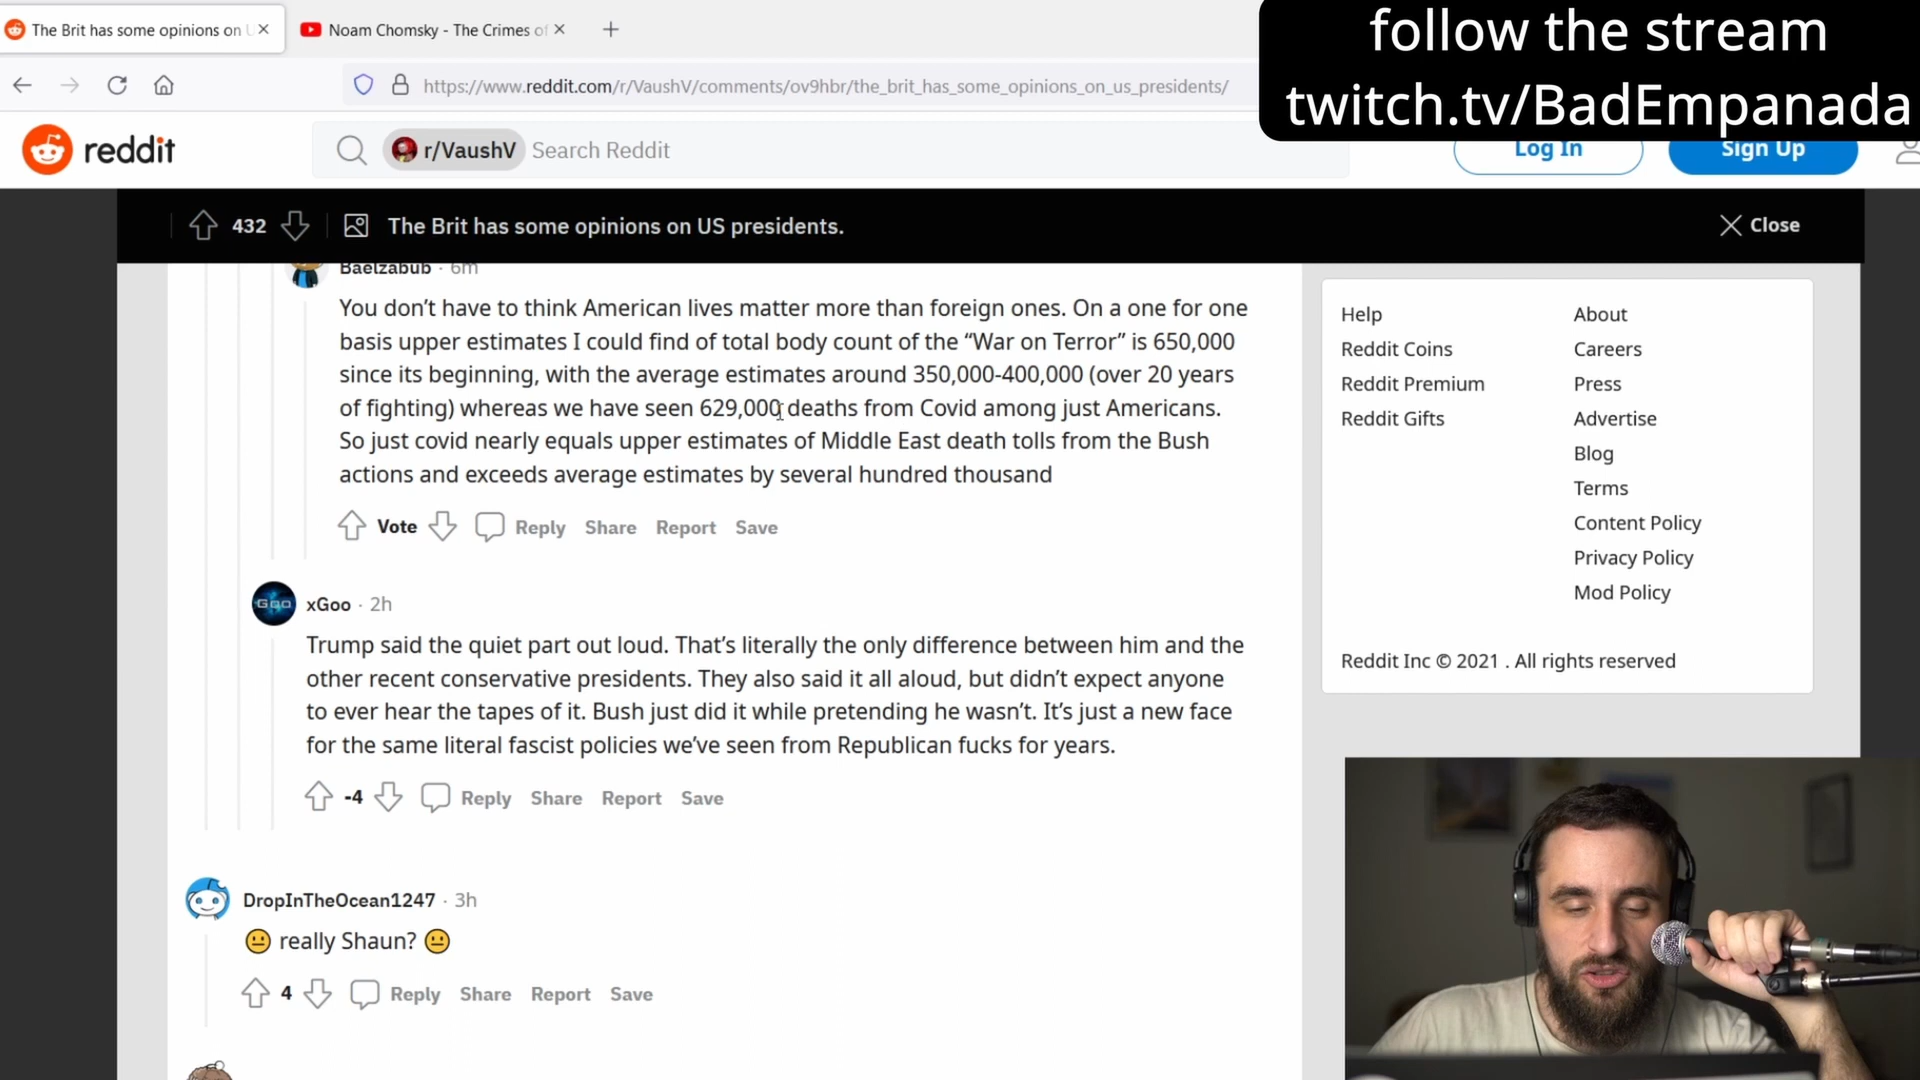 The Brit has some opinions on U
Noam Chomsky - The Crimes of
follow the stream
twitch.tv/BadEmpanada
https://www.reddit.com/r/VaushV/comments/ov9hbr/the_brit_has_some_opinions_on_us_presidents/
reddit
r/VaushV
Search Reddit
Log In
Sign Up
432
The Brit has some opinions on US presidents.
Close
Baelzabub · 6m
You don’t have to think American lives matter more than foreign ones. On a one for one
basis upper estimates I could find of total body count of the “War on Terror” is 650,000
since its beginning, with the average estimates around 350,000-400,000 (over 20 years
of fighting) whereas we have seen 629,000 deaths from Covid among just Americans.
So just covid nearly equals upper estimates of Middle East death tolls from the Bush
actions and exceeds average estimates by several hundred thousand
Vote Reply Share Report Save
Goo
xGoo · 2h
Trump said the quiet part out loud. That’s literally the only difference between him and the
other recent conservative presidents. They also said it all aloud, but didn’t expect anyone
to ever hear the tapes of it. Bush just did it while pretending he wasn’t. It’s just a new face
for the same literal fascist policies we’ve seen from Republican fucks for years.
-4 Reply Share Report Save
DropInTheOcean1247 · 3h
😐 really Shaun? 😐
4 Reply Share Report Save
Help
Reddit Coins
Reddit Premium
Reddit Gifts
About
Careers
Press
Advertise
Blog
Terms
Content Policy
Privacy Policy
Mod Policy
Reddit Inc © 2021 . All rights reserved